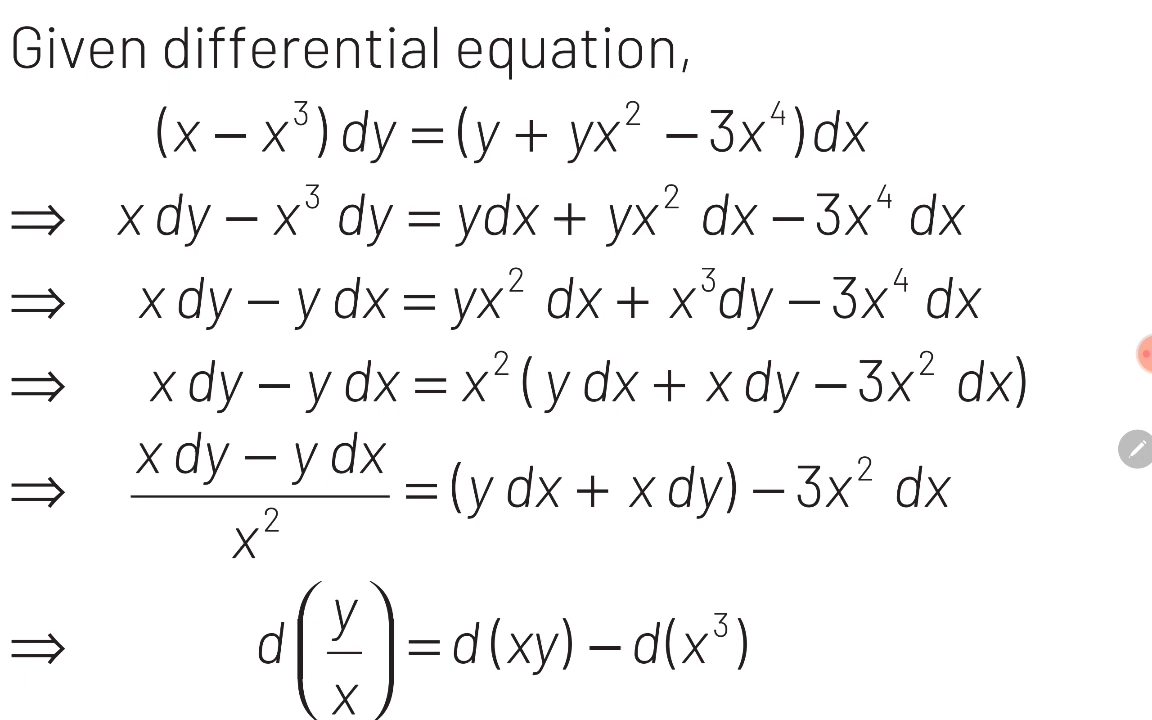 Given differential equation,
(x – x³) dy = (y + yx² – 3x⁴)dx
⇒ x dy – x³ dy = ydx + yx² dx – 3x⁴ dx
⇒ x dy – y dx = yx² dx + x³dy – 3x⁴ dx
⇒ x dy – y dx = x² ( y dx + x dy – 3x² dx)
⇒ (x dy – y dx)/x² = (y dx + x dy) – 3x² dx
⇒ d(y/x) = d (xy) – d(x³)